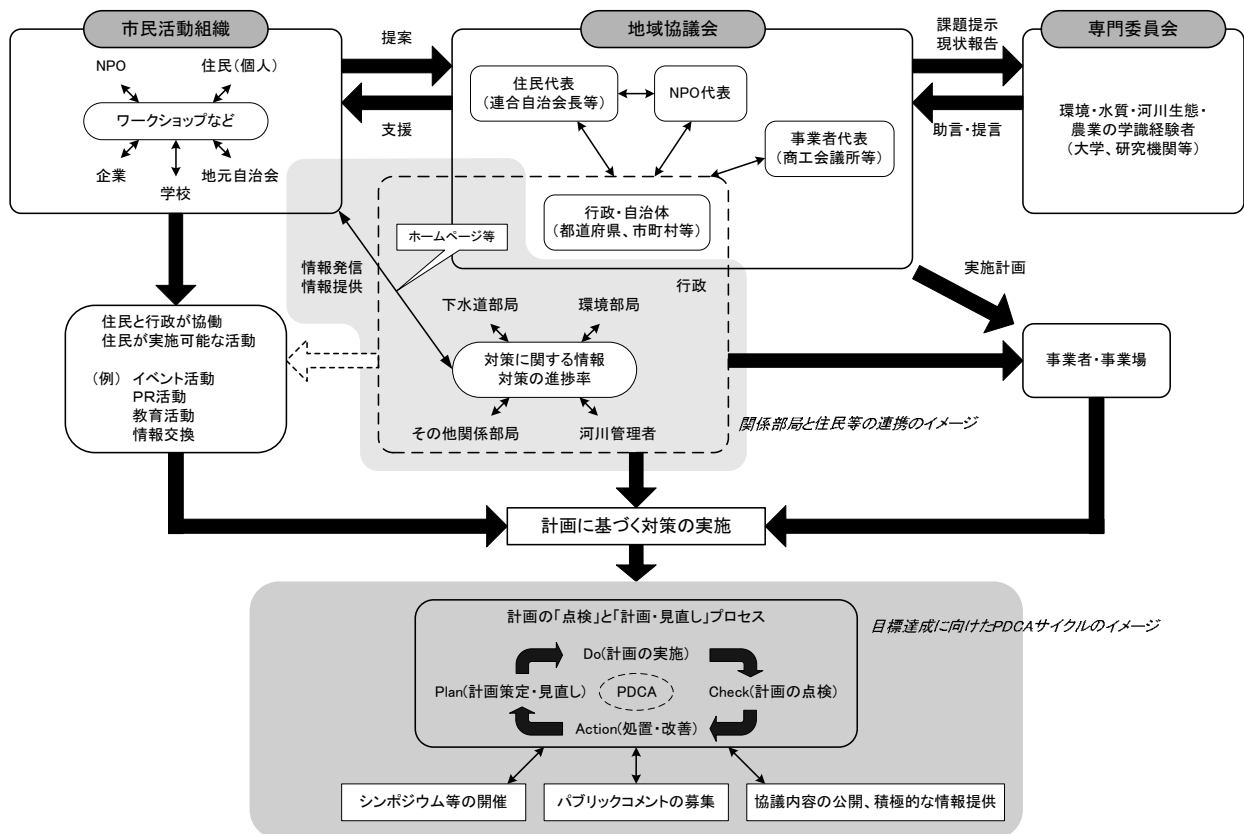 市民活動組織
NPO
住民(個人)
ワークショップなど
企業
学校
地元自治会
提案
支援
地域協議会
住民代表
(連合自治会長等)
NPO代表
事業者代表
(商工会議所等)
行政・自治体
(都道府県、市町村等)
課題提示
現状報告
助言・提言
専門委員会
環境・水質・河川生態・
農業の学識経験者
(大学、研究機関等)
ホームページ等
情報発信
情報提供
行政
実施計画
下水道部局
環境部局
対策に関する情報
対策の進捗率
その他関係部局
河川管理者
住民と行政が協働
住民が実施可能な活動
(例) イベント活動
PR活動
教育活動
情報交換
事業者・事業場
関係部局と住民等の連携のイメージ
計画に基づく対策の実施
計画の「点検」と「計画・見直し」プロセス
目標達成に向けたPDCAサイクルのイメージ
Do(計画の実施)
Plan(計画策定・見直し)
PDCA
Check(計画の点検)
Action(処置・改善)
シンポジウム等の開催
パブリックコメントの募集
協議内容の公開、積極的な情報提供